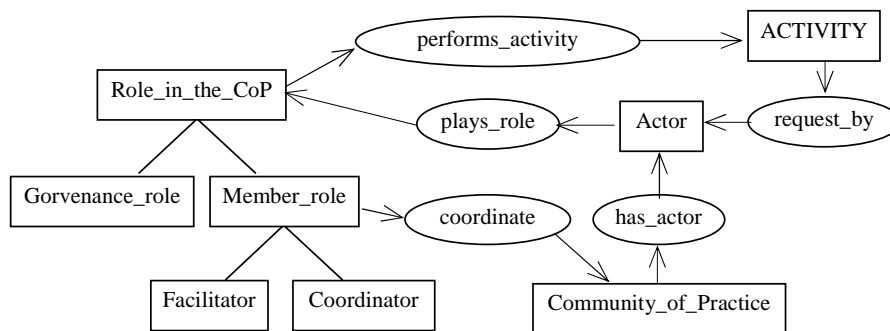 performs_activity
ACTIVITY
Role_in_the_CoP
plays_role
Actor
request_by
Gorvenance_role
Member_role
coordinate
has_actor
Facilitator
Coordinator
Community_of_Practice